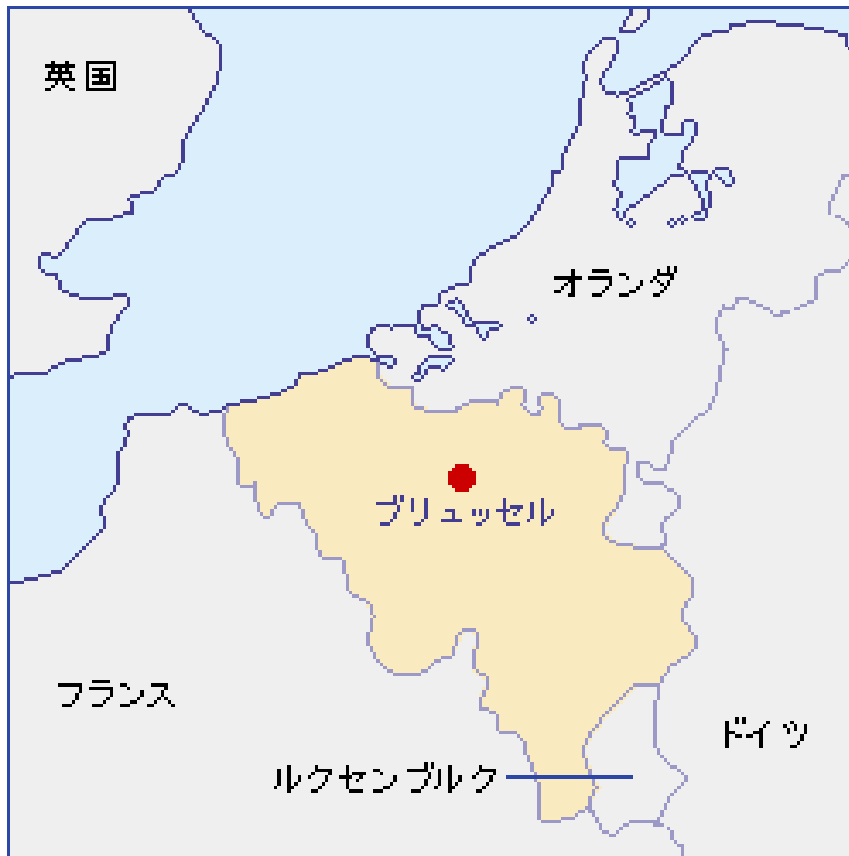 英国
オランダ
ブリュッセル
フランス
ドイツ
ルクセンブルク